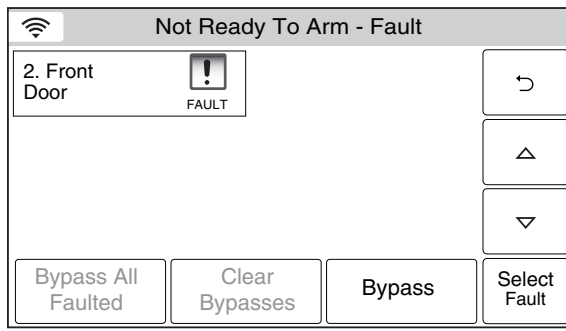 Not Ready To Arm - Fault
2. Front
Door
FAULT
Bypass All
Faulted
Clear
Bypasses
Bypass
Select
Fault